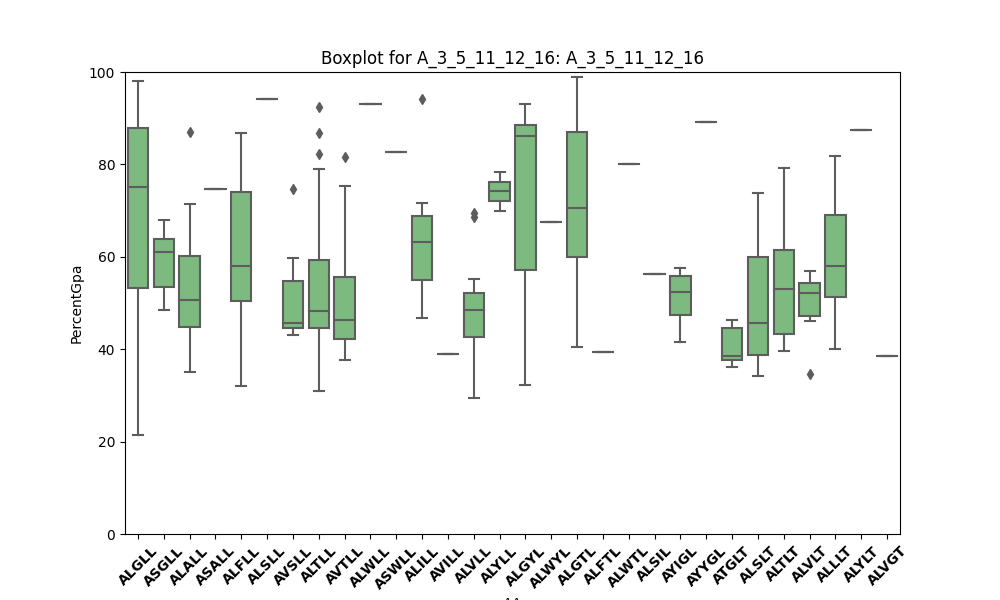 Boxplot for A_3_5_11_12_16: A_3_5_11_12_16
100
80
60
40
20
0
PercentGpa
ALGLL
ASGLL
ALALL
ASALL
ALFLL
ALSLL
AVSLL
ALTLL
AVTLL
ALWLL
ASWLL
ALILL
AVILL
ALVLL
ALYLL
ALGYL
ALWYL
ALGTL
ALFTL
ALWTL
ALSIL
AYIGL
AYYGL
ATGLT
ALSLT
ALTLT
ALVLT
ALLLT
ALYLT
ALVGT